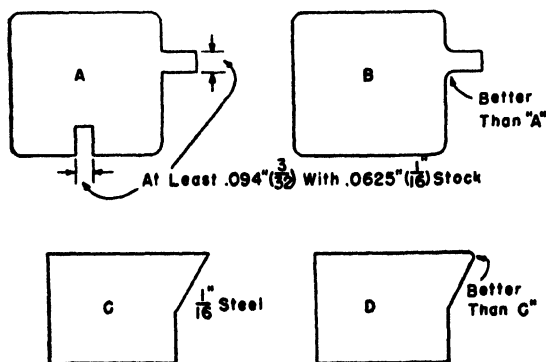 A
B
Better
Than "A"
At Least .094"(3/32) With .0625"(1/16") Stock
C
1/16" Steel
D
Better
Than C"